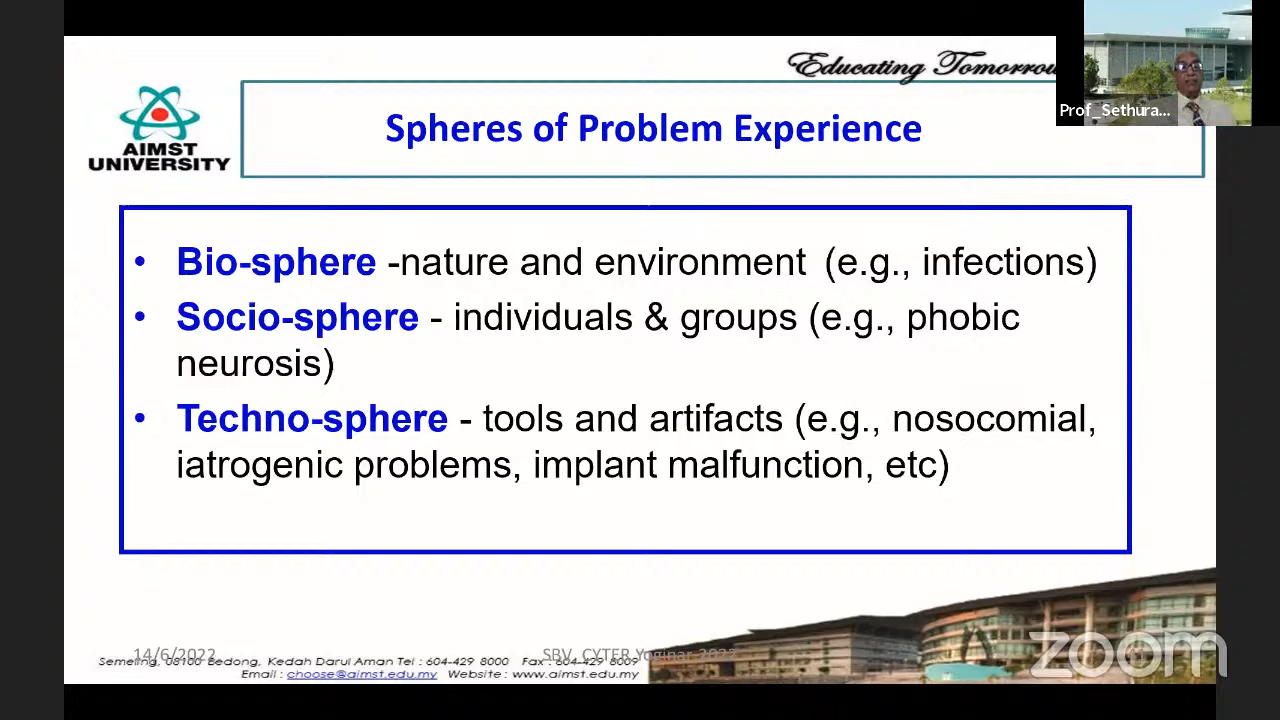 Educating Tomorrow
Prof_Sethura...
AIMST
UNIVERSITY
Spheres of Problem Experience
• Bio-sphere -nature and environment (e.g., infections)
• Socio-sphere - individuals & groups (e.g., phobic
neurosis)
• Techno-sphere - tools and artifacts (e.g., nosocomial,
iatrogenic problems, implant malfunction, etc)
14/6/2022
SBV, CYTER Yoginar 2022
Semeling, 08100 Bedong, Kedah Darul Aman Tel : 604-429 8000 Fax : 604-429 8009
Email : choose@aimst.edu.my Website : www.aimst.edu.my
zoom